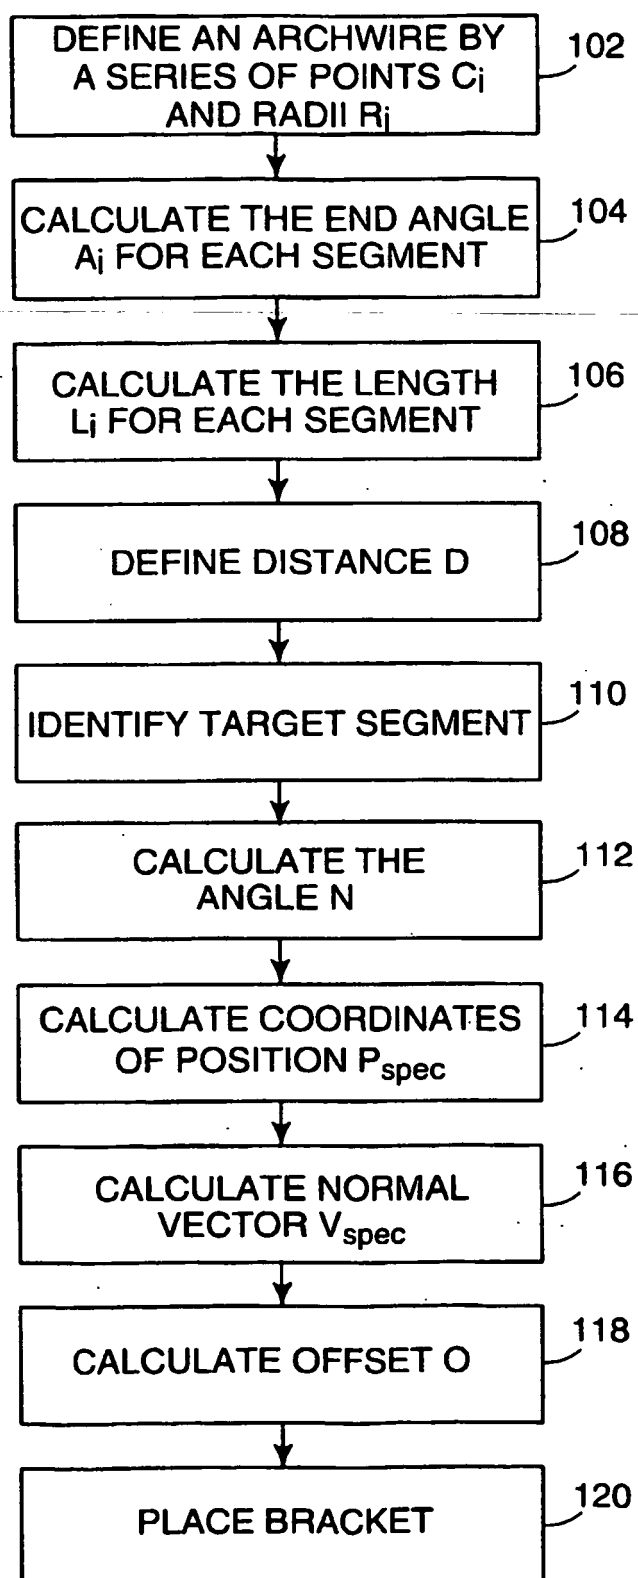 DEFINE AN ARCHWIRE BY
A SERIES OF POINTS Ci
AND RADII Ri
102
CALCULATE THE END ANGLE
Ai FOR EACH SEGMENT
104
CALCULATE THE LENGTH
Li FOR EACH SEGMENT
106
DEFINE DISTANCE D
108
IDENTIFY TARGET SEGMENT
110
CALCULATE THE
ANGLE N
112
CALCULATE COORDINATES
OF POSITION Pspec
114
CALCULATE NORMAL
VECTOR Vspec
116
CALCULATE OFFSET O
118
PLACE BRACKET
120